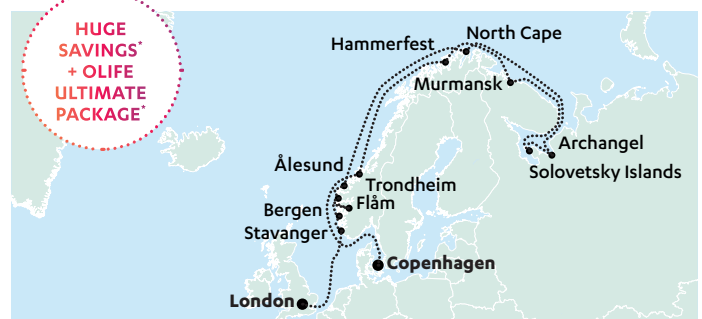 HUGE
SAVINGS*
+ OLIFE
ULTIMATE
PACKAGE*
North Cape
Hammerfest
Murmansk
Archangel
Solovetsky Islands
Ålesund
Trondheim
Flåm
Bergen
Stavanger
Copenhagen
London